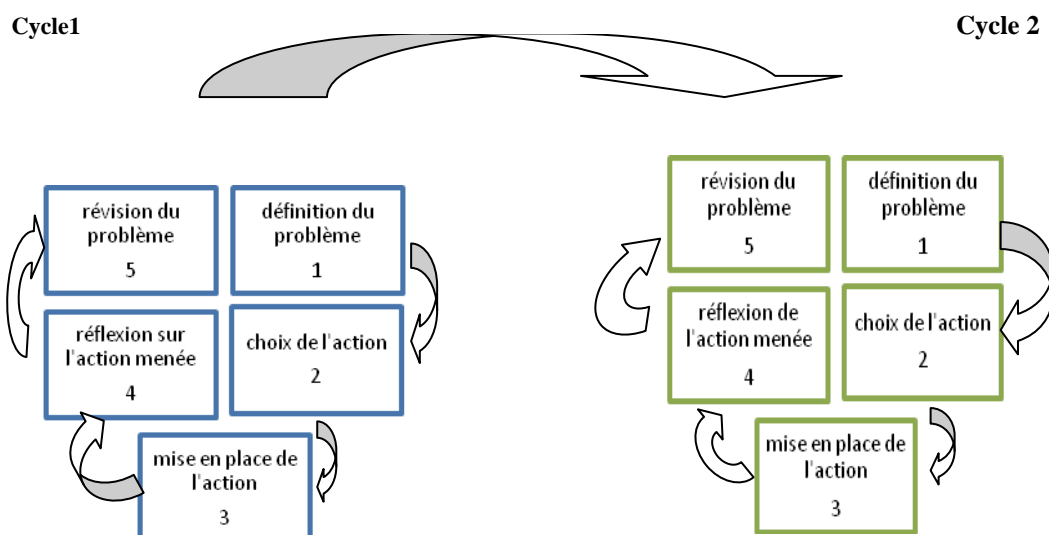 Cycle1
Cycle 2
révision du
problème
5
définition du
problème
1
réflexion sur
l'action menée
4
choix de l'action
2
mise en place de
l'action
3
révision du
problème
5
définition du
problème
1
réflexion de
l'action menée
4
choix de l'action
2
mise en place de
l'action
3